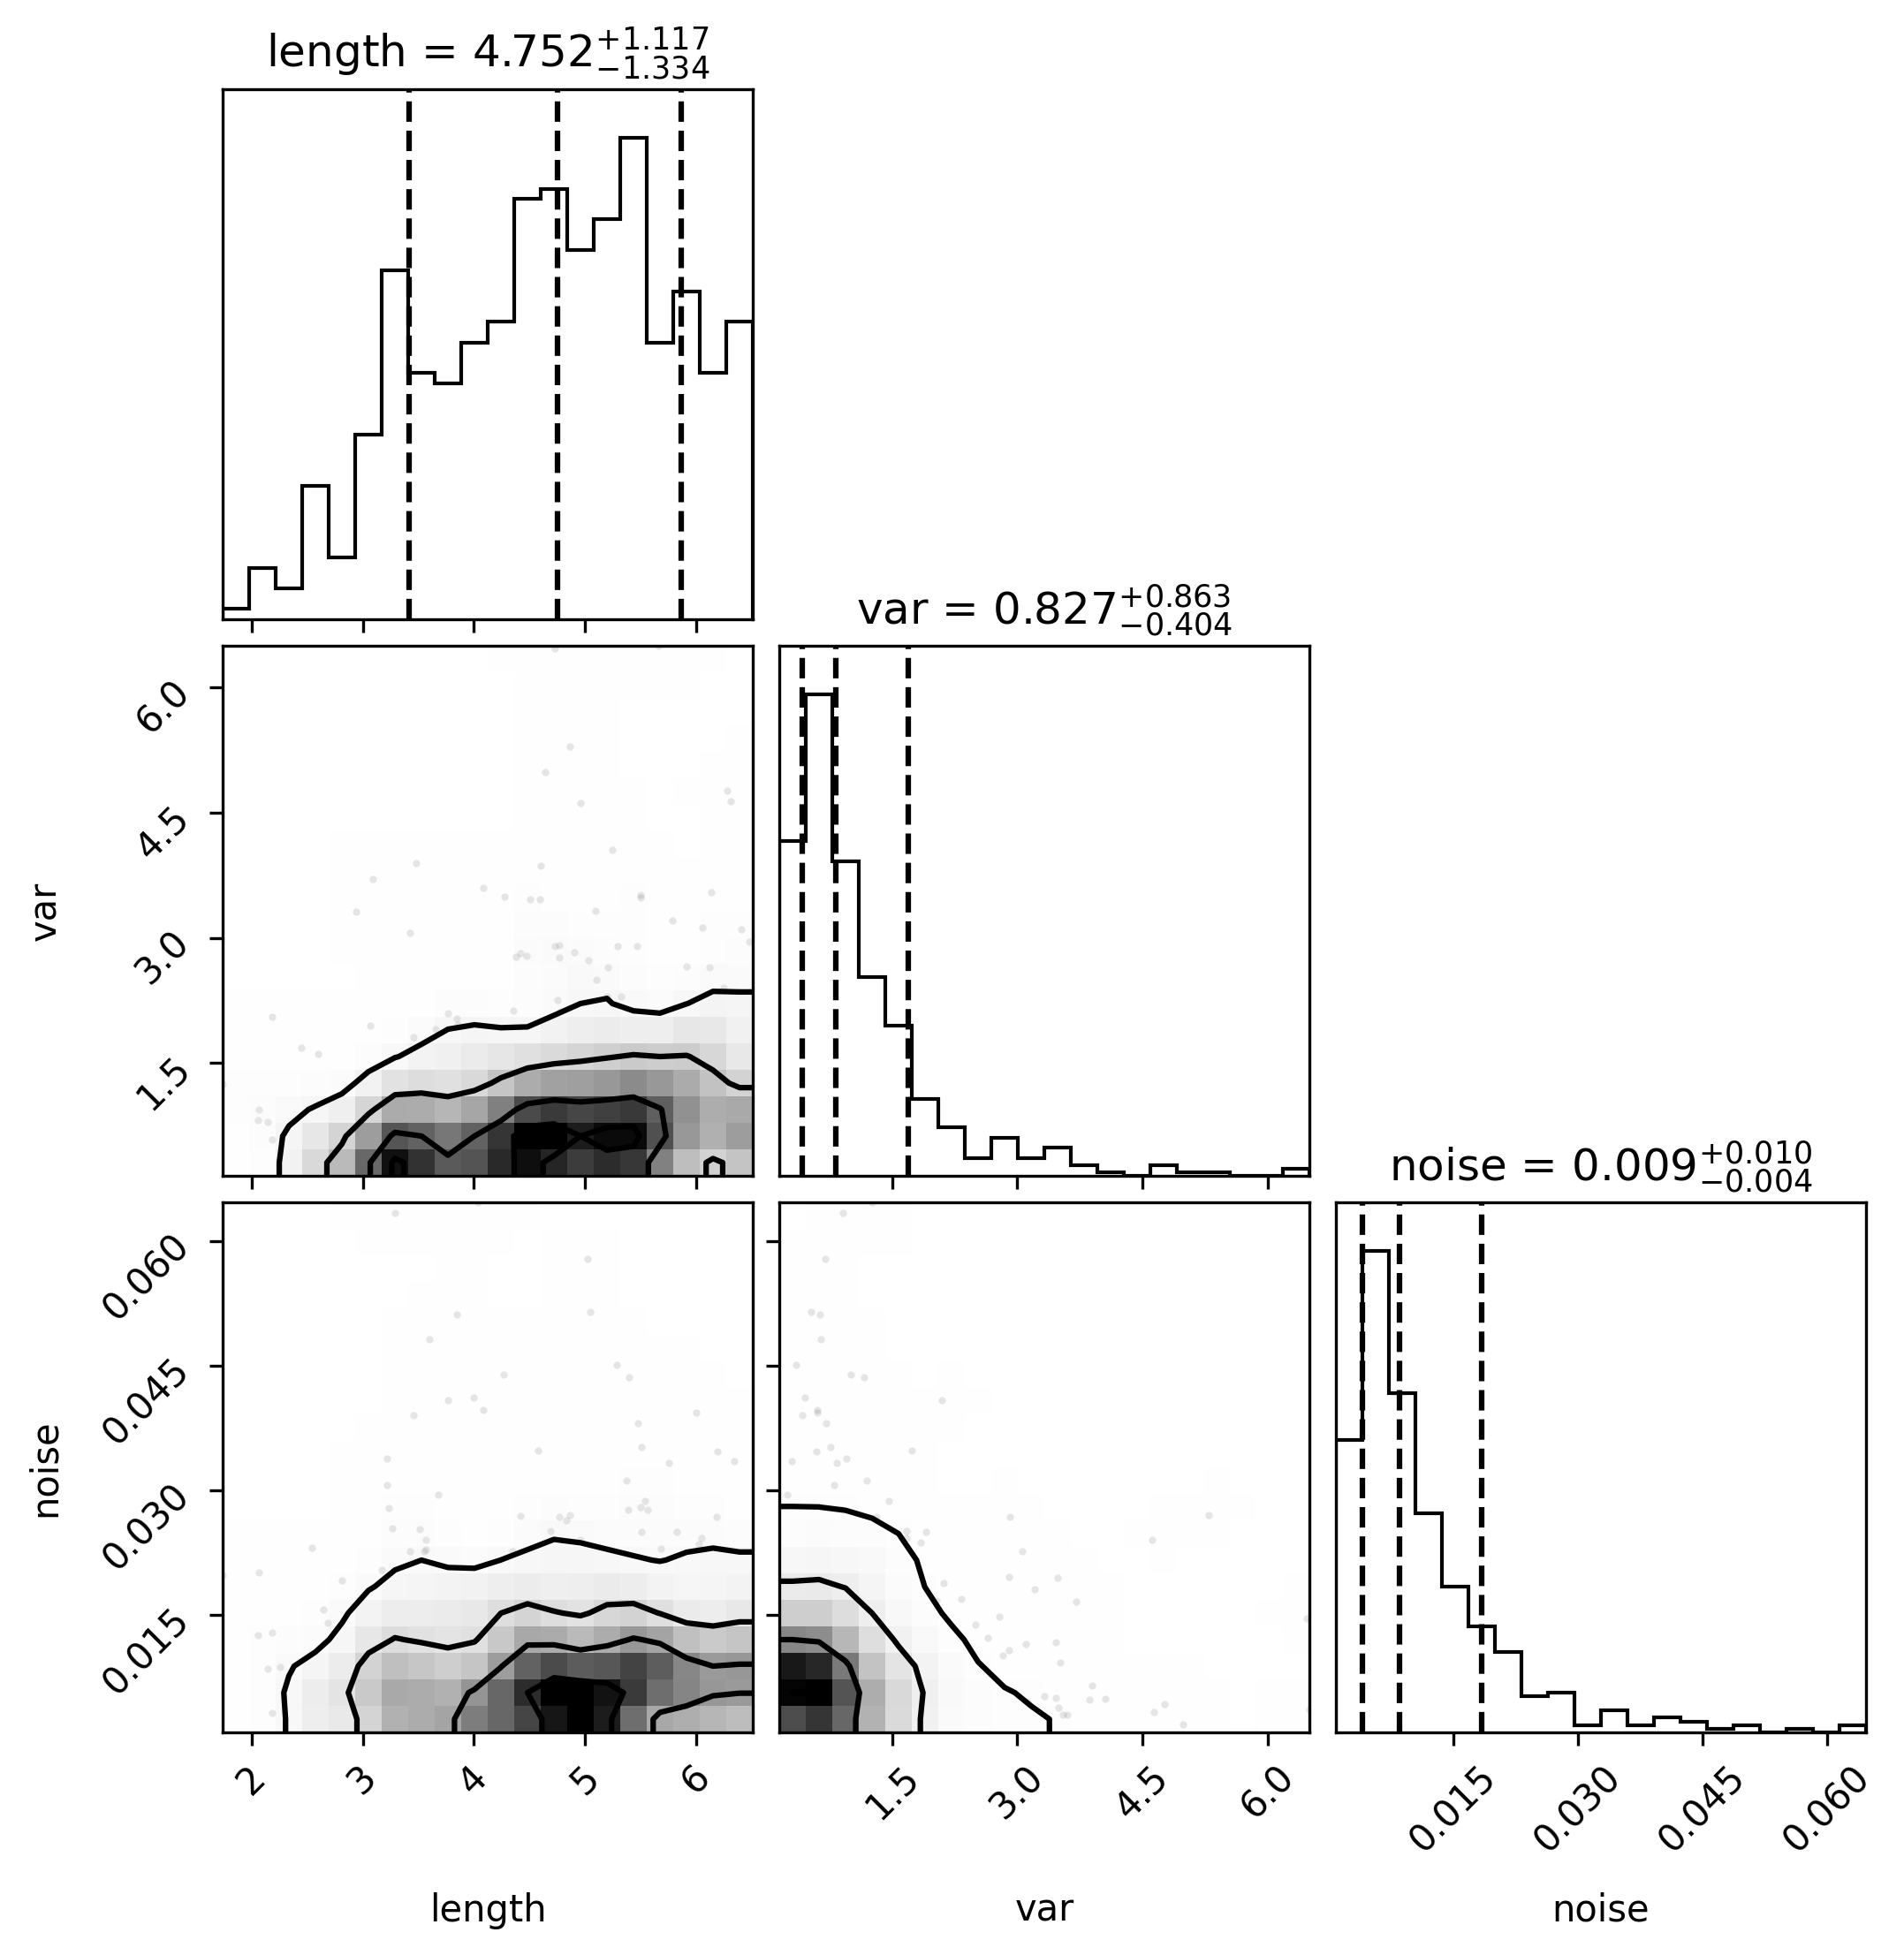 length = 4.752+1.117 −1.334
var = 0.827+0.863 −0.404
6.0
4.5
3.0
1.5
var
noise = 0.009+0.010 −0.004
0.060
0.045
0.030
0.015
noise
2 3 4 5 6 1.5 3.0 4.5 6.0 0.015 0.030 0.045 0.060
length var noise